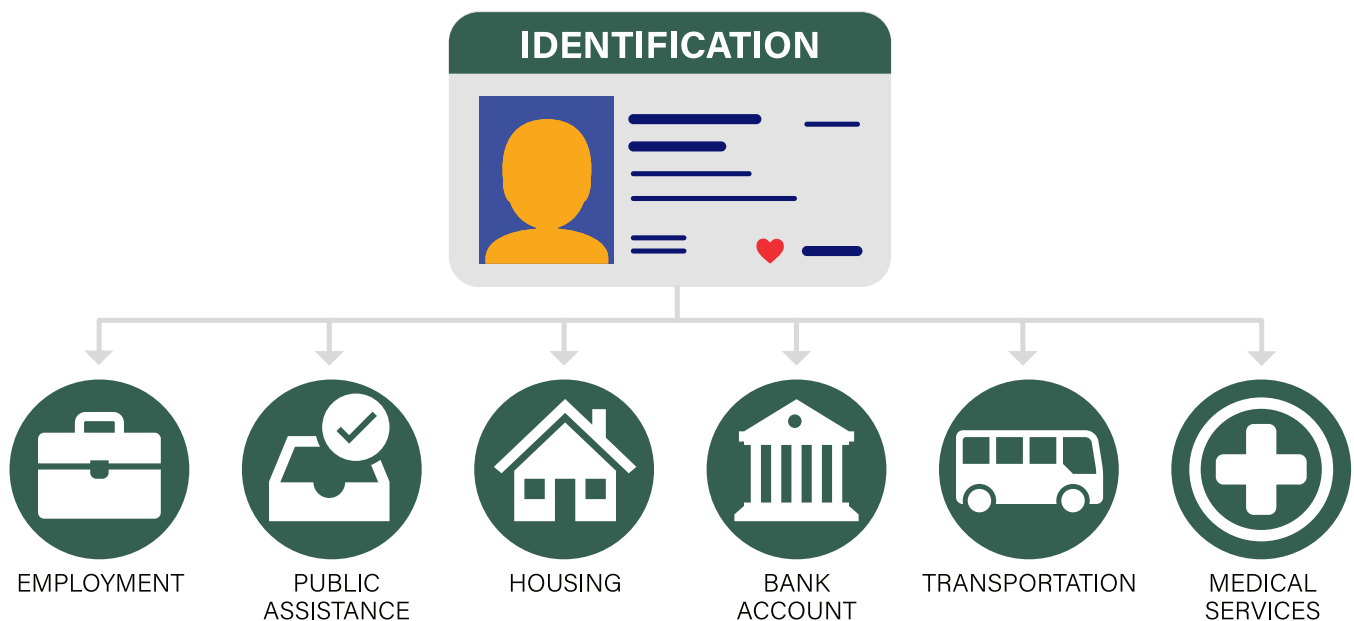 IDENTIFICATION
EMPLOYMENT
PUBLIC
ASSISTANCE
HOUSING
BANK
ACCOUNT
TRANSPORTATION
MEDICAL
SERVICES